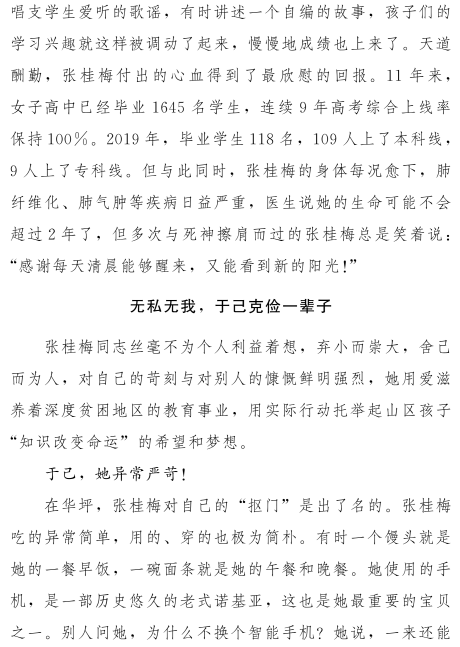 唱支学生爱听的歌谣，有时讲述一个自编的故事，孩子们的
学习兴趣就这样被调动了起来，慢慢地成绩也上来了。天道
酬勤，张桂梅付出的心血得到了最欣慰的回报。11 年来，
女子高中已经毕业 1645 名学生，连续 9 年高考综合上线率
保持 100%。2019 年，毕业学生 118 名，109 人上了本科线，
9 人上了专科线。但与此同时，张桂梅的身体每况愈下，肺
纤维化、肺气肿等疾病日益严重，医生说她的生命可能不会
超过 2 年了，但多次与死神擦肩而过的张桂梅总是笑着说：
“感谢每天清晨能够醒来，又能看到新的阳光！”
无私无我，于己克俭一辈子
张桂梅同志丝毫不为个人利益着想，弃小而崇大，舍己
而为人，对自己的苛刻与对别人的慷慨鲜明强烈，她用爱滋
养着深度贫困地区的教育事业，用实际行动托举起山区孩子
“知识改变命运”的希望和梦想。
于己，她异常严苛！
在华坪，张桂梅对自己的“抠门”是出了名的。张桂梅
吃的异常简单，用的、穿的也极为简朴。有时一个馒头就是
她的一餐早饭，一碗面条就是她的午餐和晚餐。她使用的手
机，是一部历史悠久的老式诺基亚，这也是她最重要的宝贝
之一。别人问她，为什么不换个智能手机？她说，一来还能